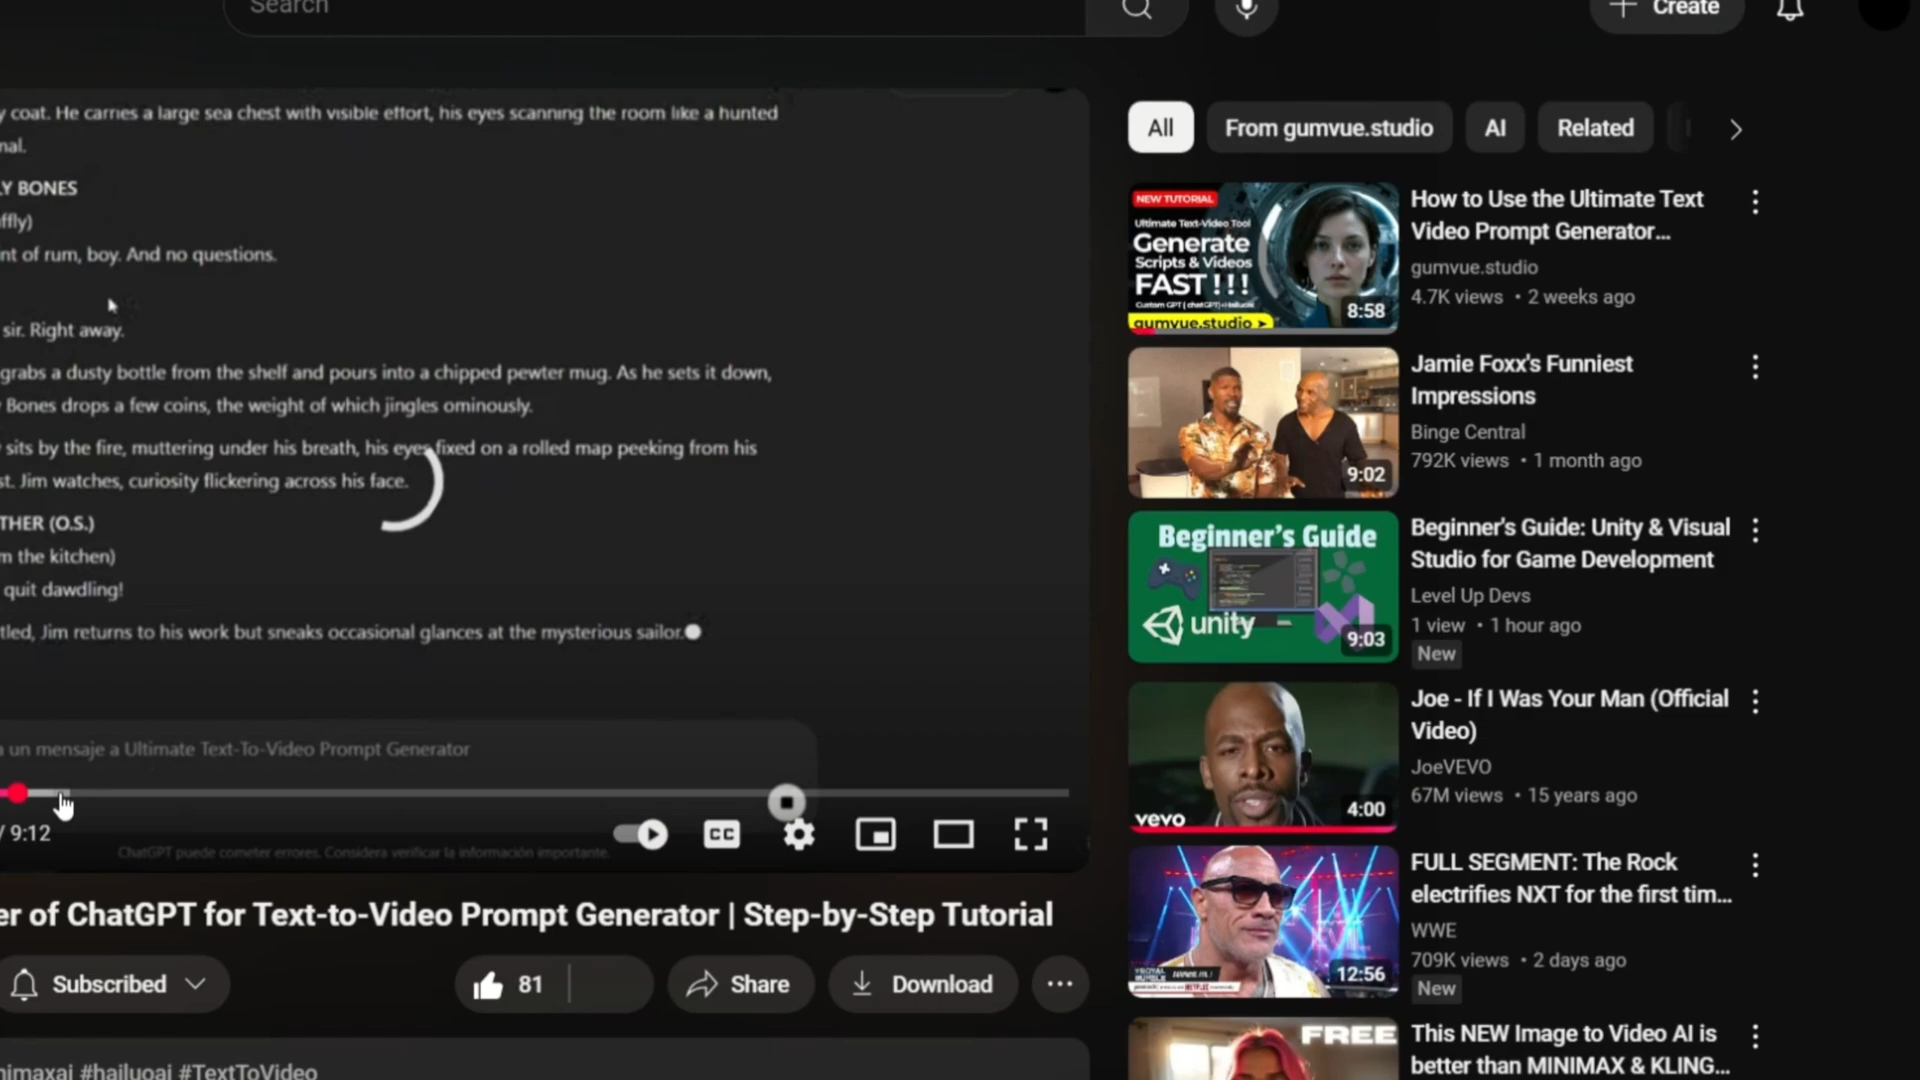 Search
Create
y coat. He carries a large sea chest with visible effort, his eyes scanning the room like a hunted
nal.
LY BONES
ffly)
nt of rum, boy. And no questions.
sir. Right away.
grabs a dusty bottle from the shelf and pours into a chipped pewter mug. As he sets it down,
Bones drops a few coins, the weight of which jingles ominously.
sits by the fire, muttering under his breath, his eyes fixed on a rolled map peeking from his
st. Jim watches, curiosity flickering across his face.
THER (O.S.)
m the kitchen)
quit dawdling!
tled, Jim returns to his work but sneaks occasional glances at the mysterious sailor.
a un mensaje a Ultimate Text-To-Video Prompt Generator
/ 9:12
CC
ChatGPT puede cometer errores. Considera verificar la información importante.
er of ChatGPT for Text-to-Video Prompt Generator | Step-by-Step Tutorial
Subscribed
81
Share
Download
nimaxai #hailuoai #TextToVideo
All
From gumvue.studio
AI
Related
NEW TUTORIAL
Ultimate Text-Video Tool
Generate
Scripts & Videos
FAST !!!
Custom GPT ( chatGPT)+Hailuoai
gumvue.studio
8:58
How to Use the Ultimate Text
Video Prompt Generator...
gumvue.studio
4.7K views • 2 weeks ago
9:02
Jamie Foxx's Funniest
Impressions
Binge Central
792K views • 1 month ago
Beginner's Guide
unity
9:03
Beginner's Guide: Unity & Visual
Studio for Game Development
Level Up Devs
1 view • 1 hour ago
New
vevo
4:00
Joe - If I Was Your Man (Official
Video)
JoeVEVO
67M views • 15 years ago
12:56
FULL SEGMENT: The Rock
electrifies NXT for the first tim...
WWE
709K views • 2 days ago
New
FREE
This NEW Image to Video AI is
better than MINIMAX & KLING...